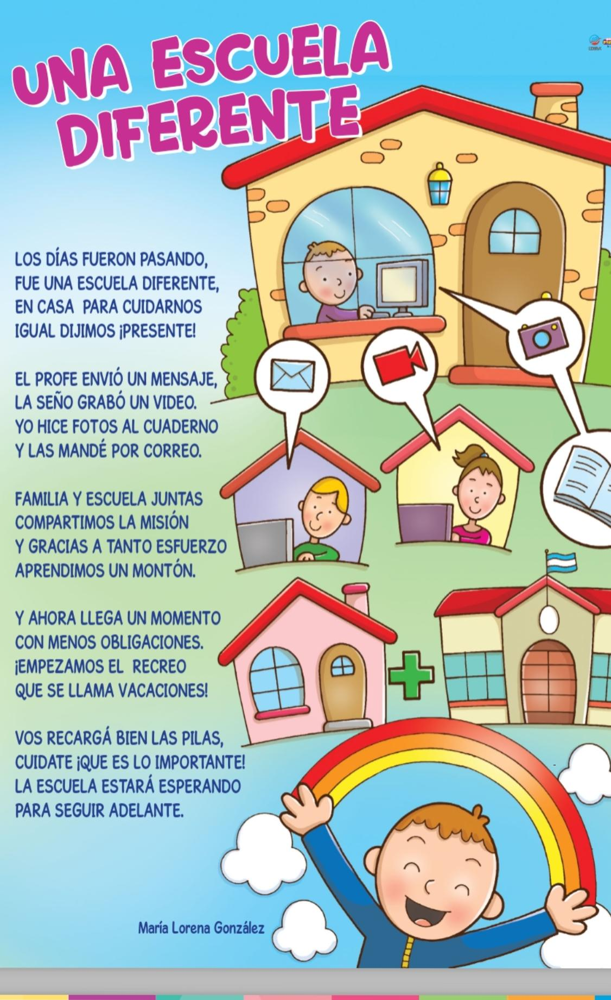 UNA ESCUELA
DIFERENTE
LOS DÍAS FUERON PASANDO,
FUE UNA ESCUELA DIFERENTE,
EN CASA PARA CUIDARNOS
IGUAL DIJIMOS ¡PRESENTE!
EL PROFE ENVIÓ UN MENSAJE,
LA SEÑO GRABÓ UN VIDEO.
YO HICE FOTOS AL CUADERNO
Y LAS MANDÉ POR CORREO.
FAMILIA Y ESCUELA JUNTAS
COMPARTIMOS LA MISIÓN
Y GRACIAS A TANTO ESFUERZO
APRENDIMOS UN MONTÓN.
Y AHORA LLEGA UN MOMENTO
CON MENOS OBLIGACIONES.
¡EMPEZAMOS EL RECREO
QUE SE LLAMA VACACIONES!
VOS RECARGÁ BIEN LAS PILAS,
CUIDATE ¡QUE ES LO IMPORTANTE!
LA ESCUELA ESTARÁ ESPERANDO
PARA SEGUIR ADELANTE.
María Lorena González